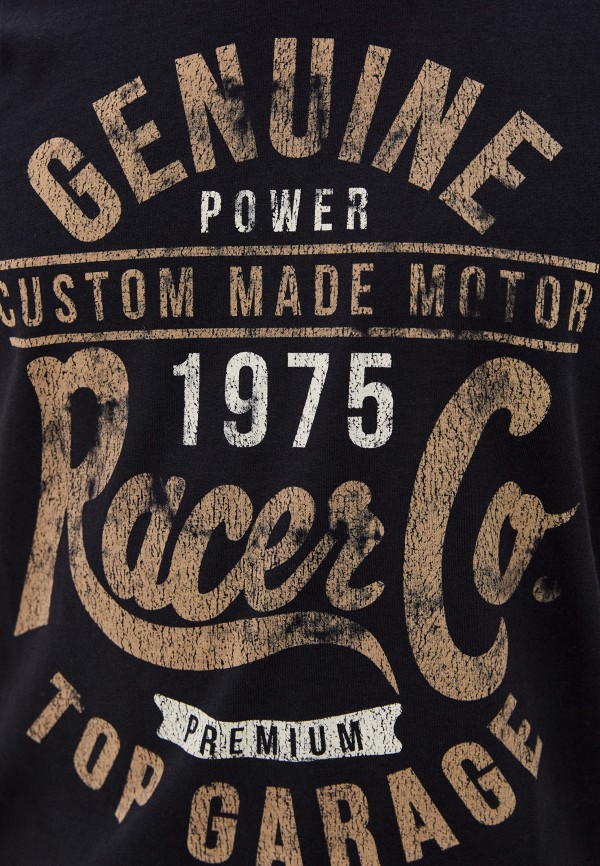 GENUINE
POWER
CUSTOM MADE MOTOR
1975
Racer Co.
PREMIUM
TOP GARAGE